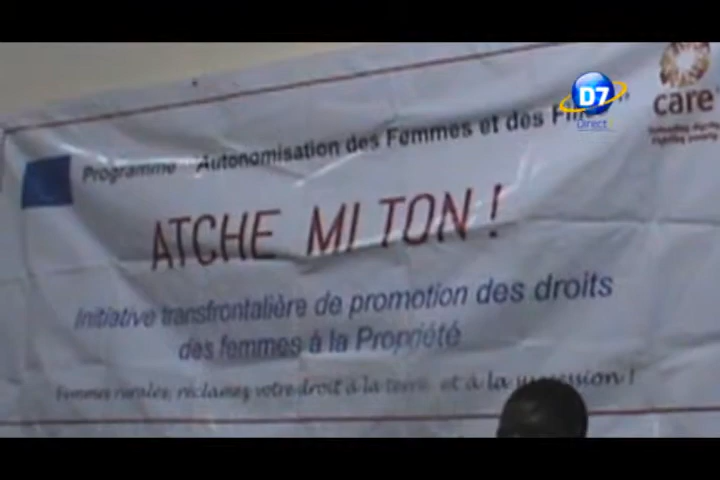 D7
Direct
care
Programme "Autonomisation des Femmes et des
ATCHE MI TON !
Initiative transfrontalière de promotion des droits
des femmes à la Propriété
Femmes rurales, réclamez votre droit à la terre et à la !